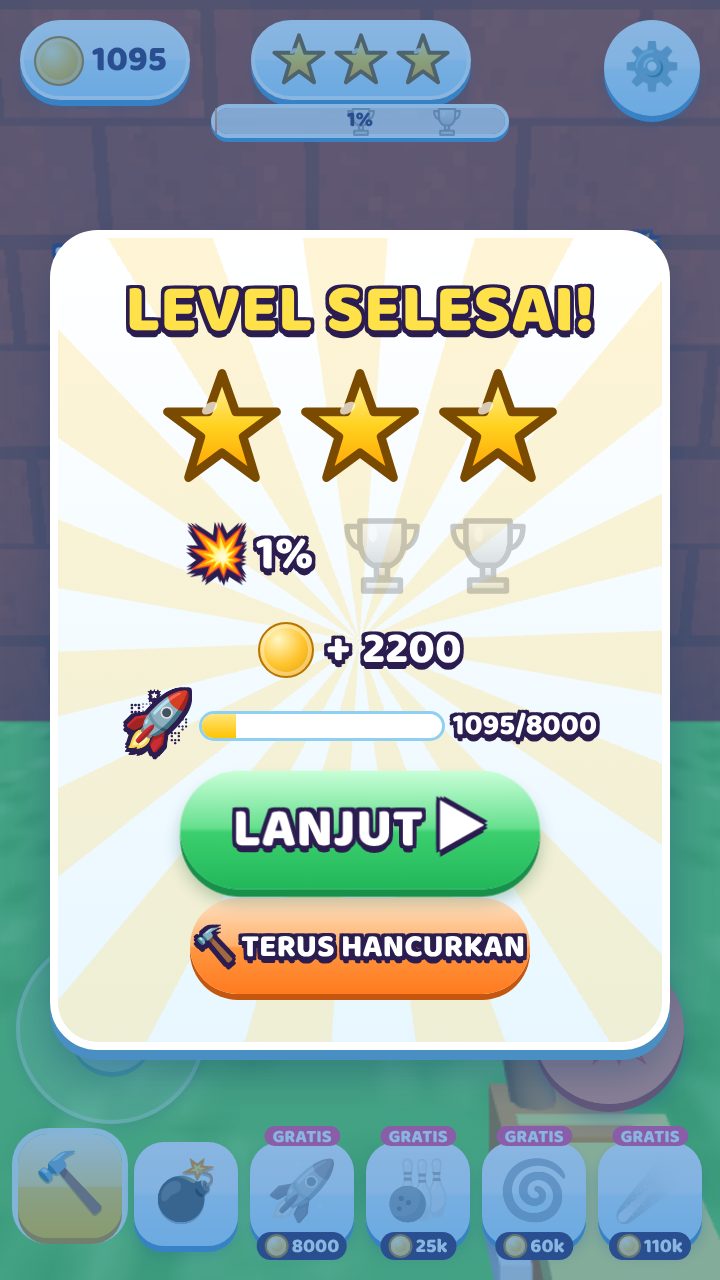 1095
1%
LEVEL SELESAI!
1%
+ 2200
1095/8000
LANJUT
TERUS HANCURKAN
GRATIS GRATIS GRATIS GRATIS
8000 25k 60k 110k